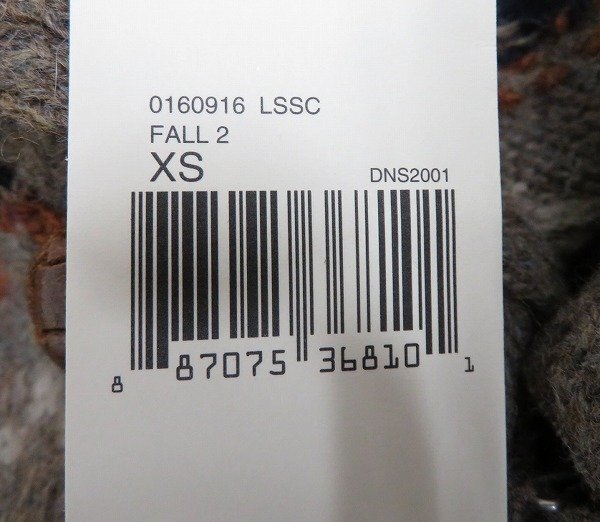 0160916 LSSC
FALL 2
XS
DNS2001
8 87075 36810 1